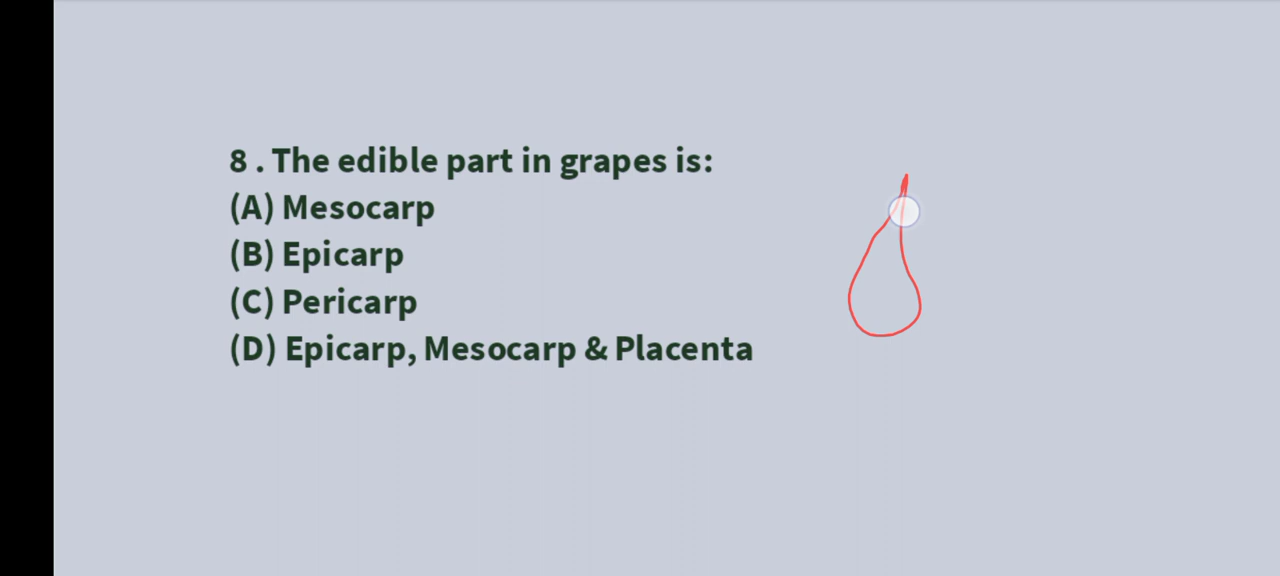 8 . The edible part in grapes is:
(A) Mesocarp
(B) Epicarp
(C) Pericarp
(D) Epicarp, Mesocarp & Placenta